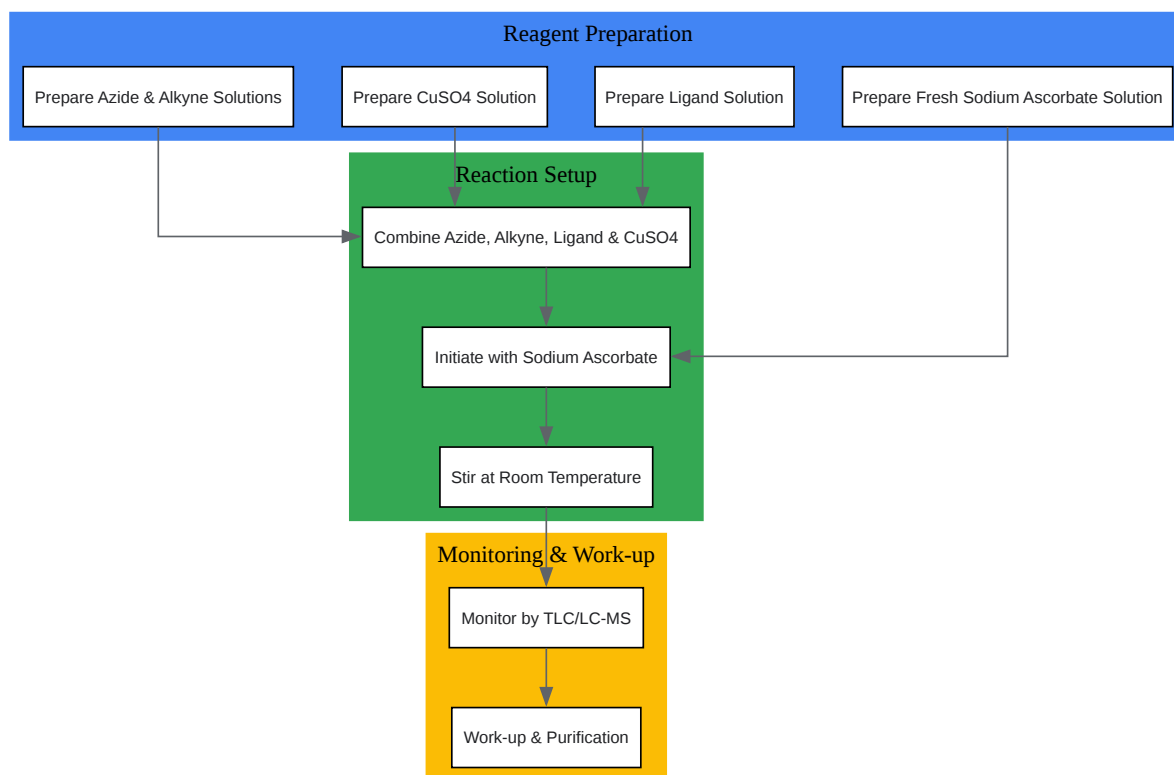 Reagent Preparation
Prepare Azide & Alkyne Solutions
Prepare CuSO4 Solution
Prepare Ligand Solution
Prepare Fresh Sodium Ascorbate Solution
Reaction Setup
Combine Azide, Alkyne, Ligand & CuSO4
Initiate with Sodium Ascorbate
Stir at Room Temperature
Monitoring & Work-up
Monitor by TLC/LC-MS
Work-up & Purification